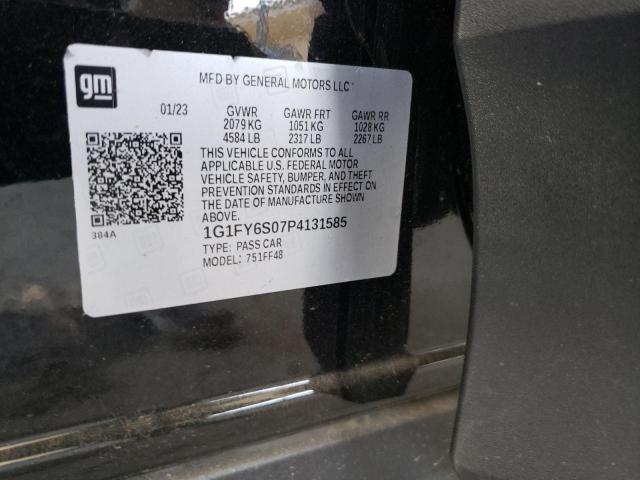 gm
MFD BY GENERAL MOTORS LLC
01/23 GVWR GAWR FRT GAWR RR
2079 KG 1051 KG 1028 KG
4584 LB 2317 LB 2267 LB
THIS VEHICLE CONFORMS TO ALL
APPLICABLE U.S. FEDERAL MOTOR
VEHICLE SAFETY, BUMPER, AND THEFT
PREVENTION STANDARDS IN EFFECT ON
THE DATE OF MANUFACTURE SHOWN
ABOVE.
384A
1G1FY6S07P4131585
TYPE: PASS CAR
MODEL: 751FF48